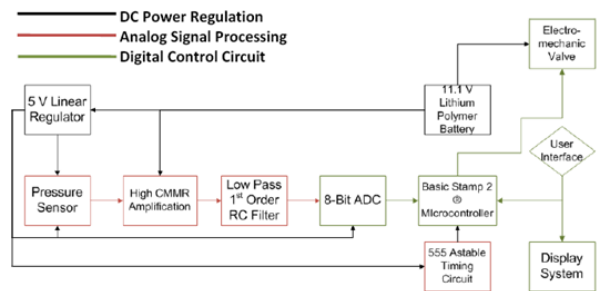 DC Power Regulation
Analog Signal Processing
Digital Control Circuit
Electro-
mechanic
Valve
5 V Linear
Regulator
11.1 V
Lithium
Polymer
Battery
User
Interface
Pressure
Sensor
High CMMR
Amplification
Low Pass
1st Order
RC Filter
8-Bit ADC
Basic Stamp 2
®
Microcontroller
555 Astable
Timing
Circuit
Display
System